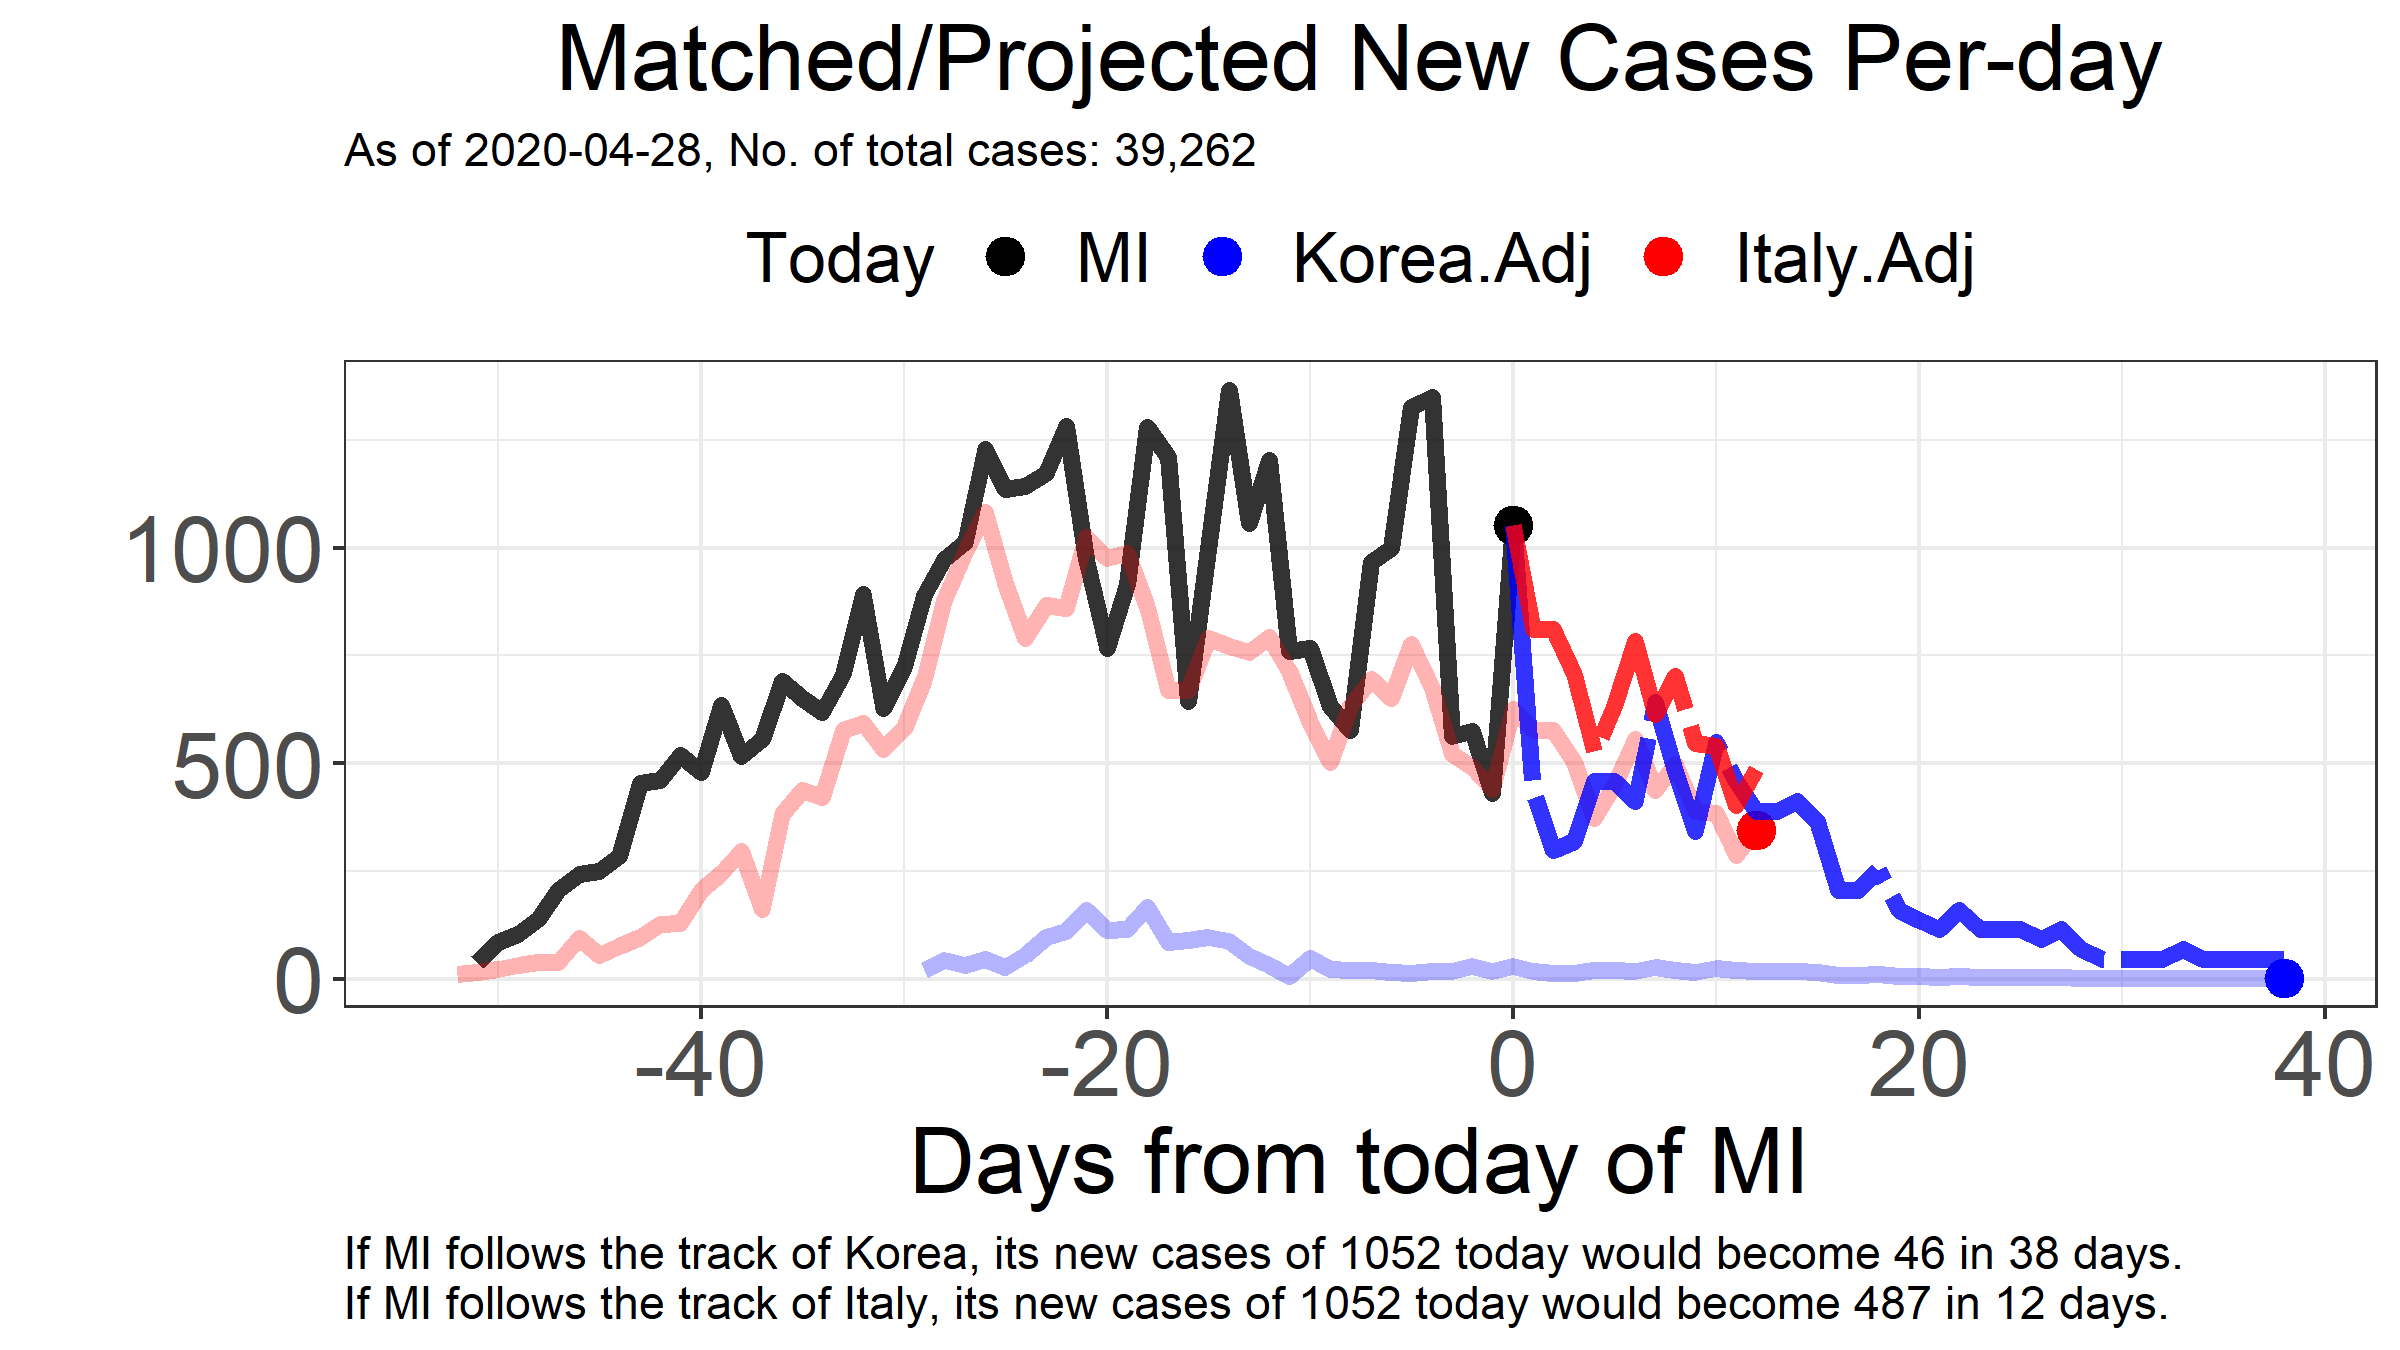 Matched/Projected New Cases Per-day
As of 2020-04-28, No. of total cases: 39,262
Today MI Korea.Adj Italy.Adj
1000
500
0
-40 -20 0 20 40
Days from today of MI
If MI follows the track of Korea, its new cases of 1052 today would become 46 in 38 days.
If MI follows the track of Italy, its new cases of 1052 today would become 487 in 12 days.